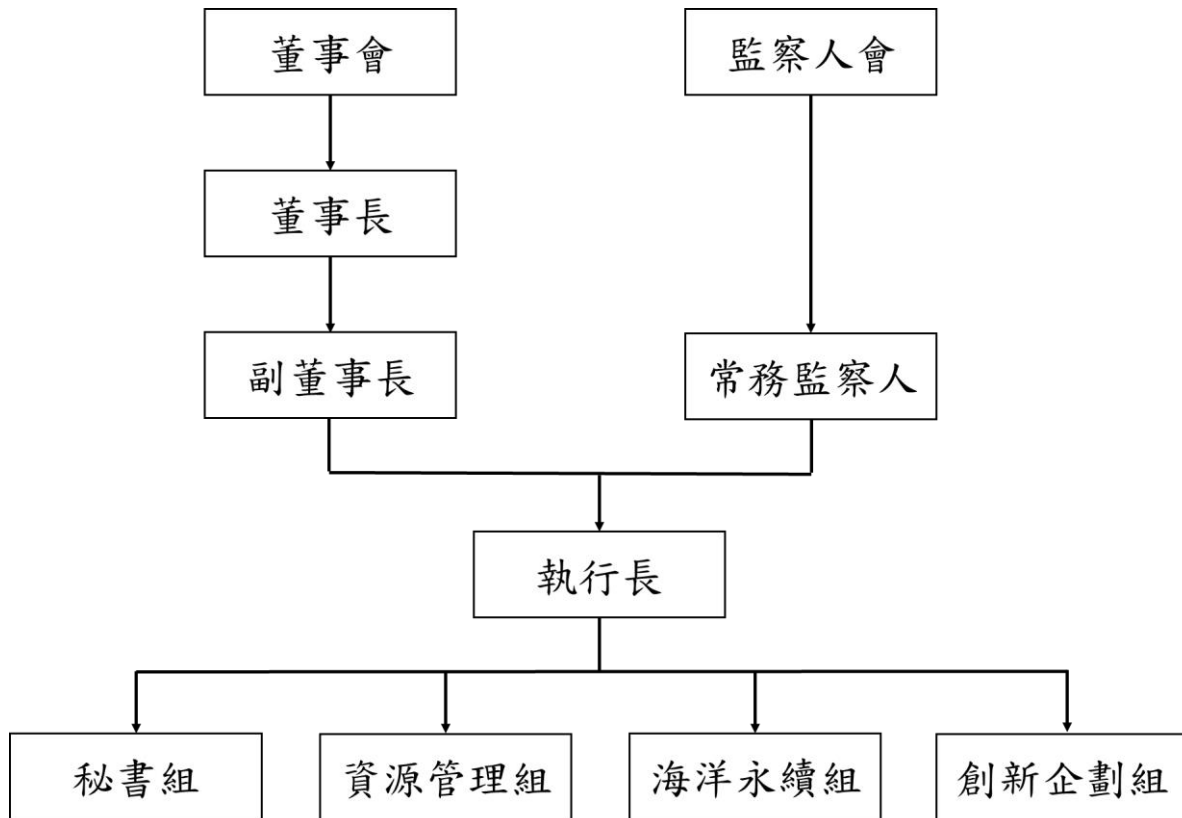 董事會
監察人會
董事長
副董事長
常務監察人
執行長
秘書組
資源管理組
海洋永續組
創新企劃組